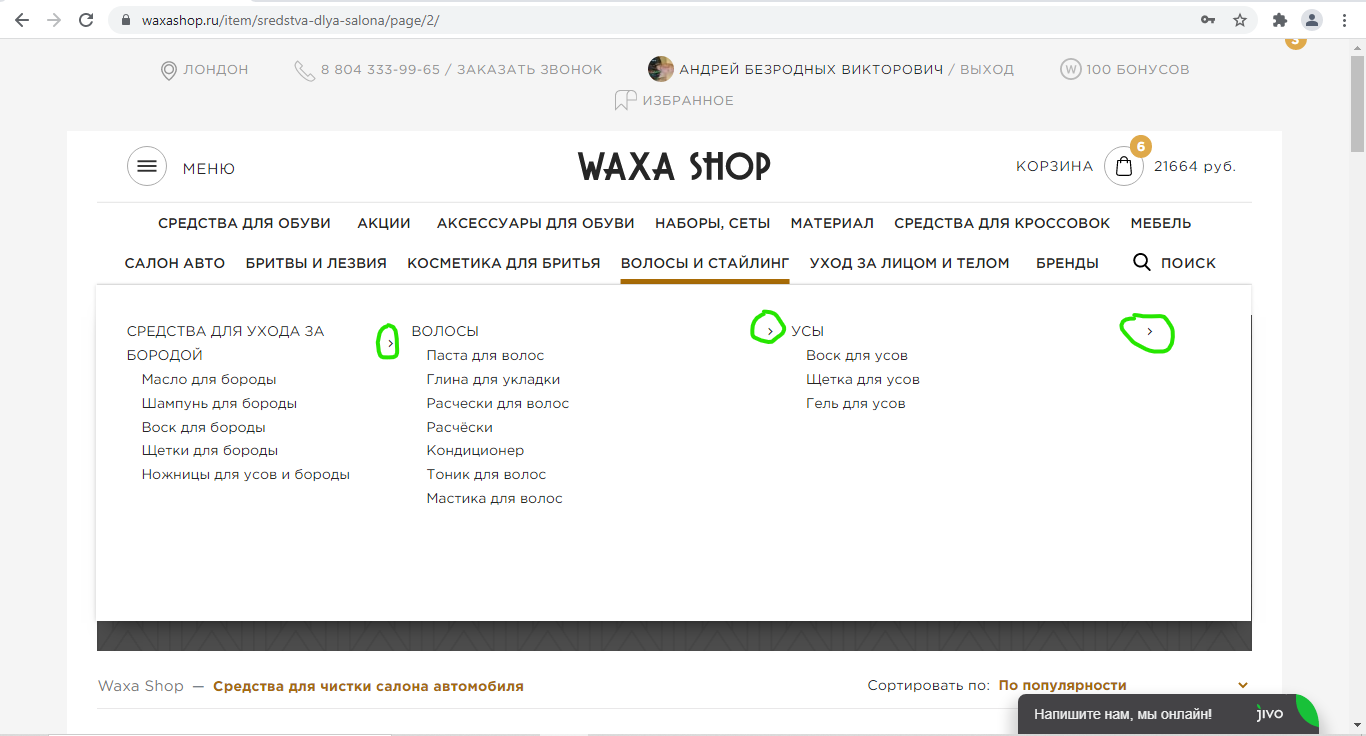 waxashop.ru/item/sredstva-dlya-salona/page/2/
ЛОНДОН 8 804 333-99-65 / ЗАКАЗАТЬ ЗВОНОК АНДРЕЙ БЕЗРОДНЫХ ВИКТОРОВИЧ / ВЫХОД W 100 БОНУСОВ
ИЗБРАННОЕ
МЕНЮ WAXA SHOP КОРЗИНА 6 21664 руб.
СРЕДСТВА ДЛЯ ОБУВИ АКЦИИ АКСЕССУАРЫ ДЛЯ ОБУВИ НАБОРЫ, СЕТЫ МАТЕРИАЛ СРЕДСТВА ДЛЯ КРОССОВОК МЕБЕЛЬ
САЛОН АВТО БРИТВЫ И ЛЕЗВИЯ КОСМЕТИКА ДЛЯ БРИТЬЯ ВОЛОСЫ И СТАЙЛИНГ УХОД ЗА ЛИЦОМ И ТЕЛОМ БРЕНДЫ ПОИСК
СРЕДСТВА ДЛЯ УХОДА ЗА
БОРОДОЙ
Масло для бороды
Шампунь для бороды
Воск для бороды
Щетки для бороды
Ножницы для усов и бороды
ВОЛОСЫ
Паста для волос
Глина для укладки
Расчески для волос
Расчёски
Кондиционер
Тоник для волос
Мастика для волос
УСЫ
Воск для усов
Щетка для усов
Гель для усов
Waxa Shop — Средства для чистки салона автомобиля
Сортировать по: По популярности
Напишите нам, мы онлайн! jivo